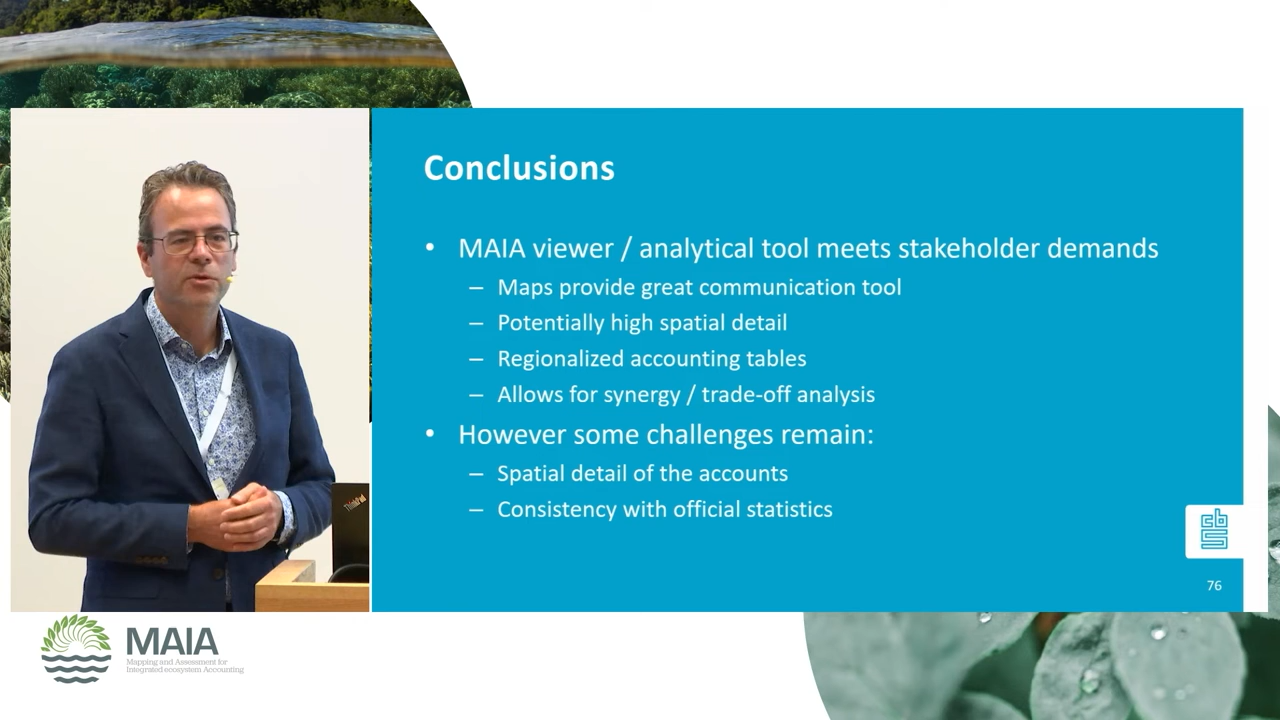 Conclusions
• MAIA viewer / analytical tool meets stakeholder demands
– Maps provide great communication tool
– Potentially high spatial detail
– Regionalized accounting tables
– Allows for synergy / trade-off analysis
• However some challenges remain:
– Spatial detail of the accounts
– Consistency with official statistics
cbs
76
ThinkPad
MAIA
Mapping and Assessment for
Integrated ecosystem Accounting